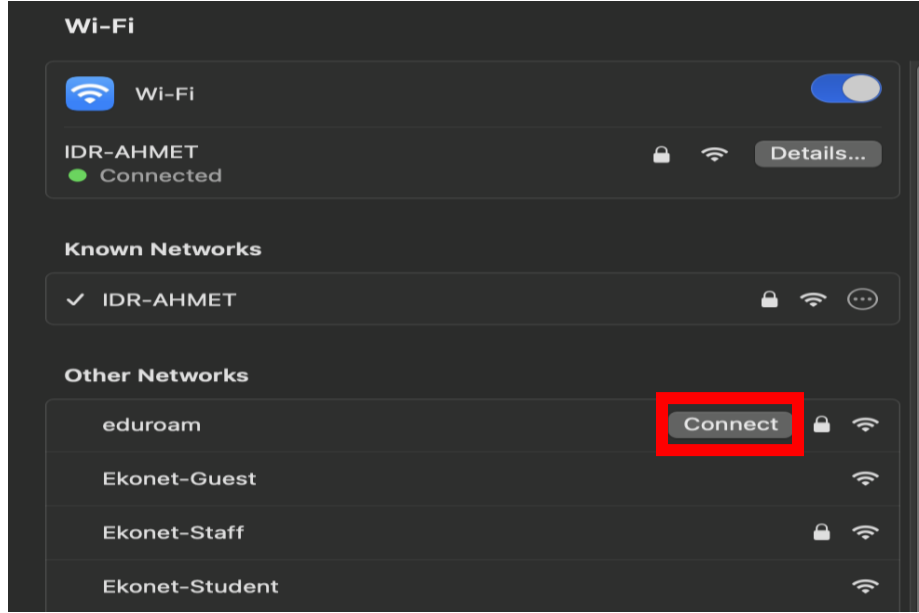 Wi-Fi
Wi-Fi
IDR-AHMET
Details...
Connected
Known Networks
IDR-AHMET
Other Networks
eduroam
Connect
Ekonet-Guest
Ekonet-Staff
Ekonet-Student